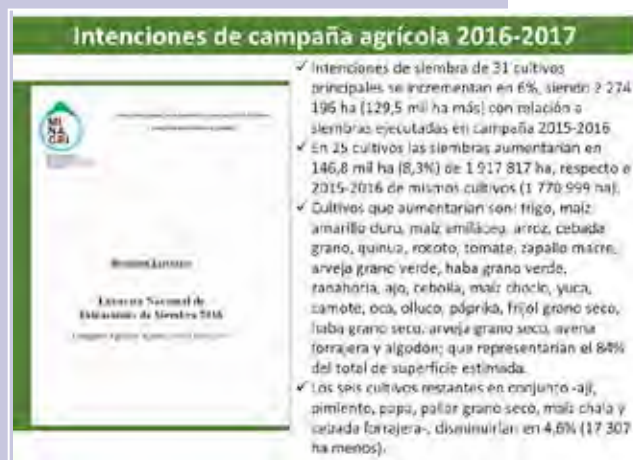 Intenciones de campaña agrícola 2016-2017
MI
NA
GRI
Encuesta Nacional de
Intenciones de Siembra 2016
✓ Intenciones de siembra de 31 cultivos
principales se incrementan en 6%, siendo 2 274
196 ha (129,5 mil ha más) con relación a
siembras ejecutadas en campaña 2015-2016
✓ En 25 cultivos las siembras aumentarían en
146,8 mil ha (8,3%) de 1 917 817 ha, respecto a
2015-2016 de mismos cultivos (1 770 999 ha).
✓ Cultivos que aumentarían son: trigo, maíz
amarillo duro, maíz amiláceo, arroz, cebada
grano, quinua, rocoto, tomate, zapallo macre,
arveja grano verde, haba grano verde,
zanahoria, ajo, cebolla, maíz choclo, yuca,
camote, oca, olluco, páprika, frijol grano seco,
haba grano seco, arveja grano seco, avena
forrajera y algodón; que representarían el 84%
del total de superficie estimada.
✓ Los seis cultivos restantes en conjunto -ají,
pimiento, papa, pallar grano seco, maíz chala y
cebada forrajera-, disminuirían en 4,6% (17 307
ha menos).